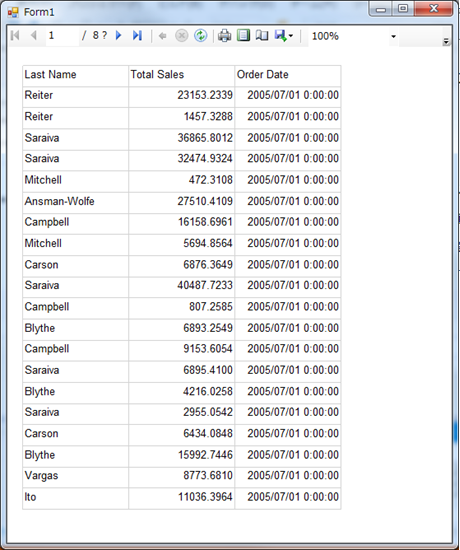 Form1
1 / 8 ? 100%
Last Name Total Sales Order Date
Reiter 23153.2339 2005/07/01 0:00:00
Reiter 1457.3288 2005/07/01 0:00:00
Saraiva 36865.8012 2005/07/01 0:00:00
Saraiva 32474.9324 2005/07/01 0:00:00
Mitchell 472.3108 2005/07/01 0:00:00
Ansman-Wolfe 27510.4109 2005/07/01 0:00:00
Campbell 16158.6961 2005/07/01 0:00:00
Mitchell 5694.8564 2005/07/01 0:00:00
Carson 6876.3649 2005/07/01 0:00:00
Saraiva 40487.7233 2005/07/01 0:00:00
Campbell 807.2585 2005/07/01 0:00:00
Blythe 6893.2549 2005/07/01 0:00:00
Campbell 9153.6054 2005/07/01 0:00:00
Saraiva 6895.4100 2005/07/01 0:00:00
Blythe 4216.0258 2005/07/01 0:00:00
Saraiva 2955.0542 2005/07/01 0:00:00
Carson 6434.0848 2005/07/01 0:00:00
Blythe 15992.7446 2005/07/01 0:00:00
Vargas 8773.6810 2005/07/01 0:00:00
Ito 11036.3964 2005/07/01 0:00:00